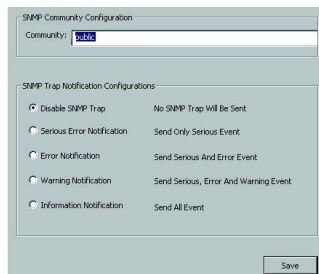 SNMP Community Configuration
Community: public
SNMP Trap Notification Configurations
Disable SNMP Trap No SNMP Trap Will Be Sent
Serious Error Notification Send Only Serious Event
Error Notification Send Serious And Error Event
Warning Notification Send Serious, Error And Warning Event
Information Notification Send All Event
Save